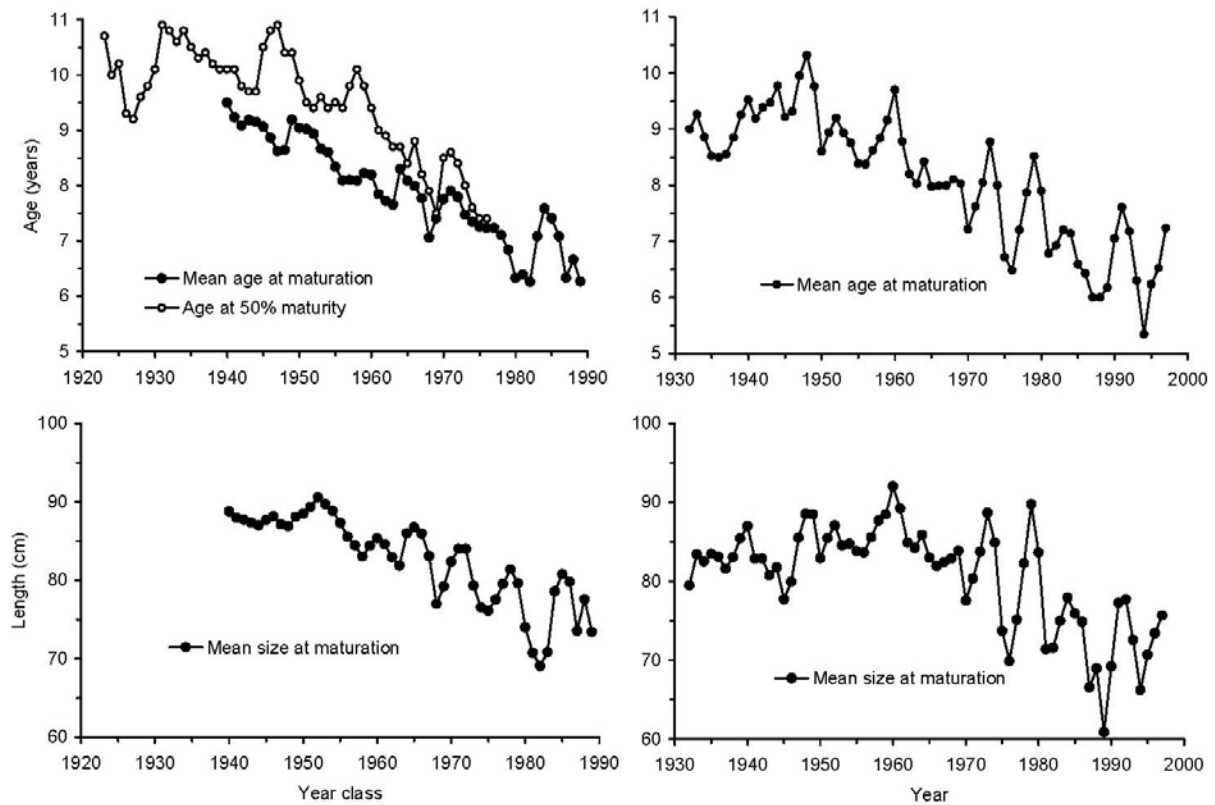 11
10
9
8
7
6
5
Age (years)
Mean age at maturation
Age at 50% maturity
1920 1930 1940 1950 1960 1970 1980 1990
11
10
9
8
7
6
5
Mean age at maturation
1930 1940 1950 1960 1970 1980 1990 2000
100
90
80
70
60
Length (cm)
Mean size at maturation
1920 1930 1940 1950 1960 1970 1980 1990
Year class
100
90
80
70
60
Mean size at maturation
1930 1940 1950 1960 1970 1980 1990 2000
Year